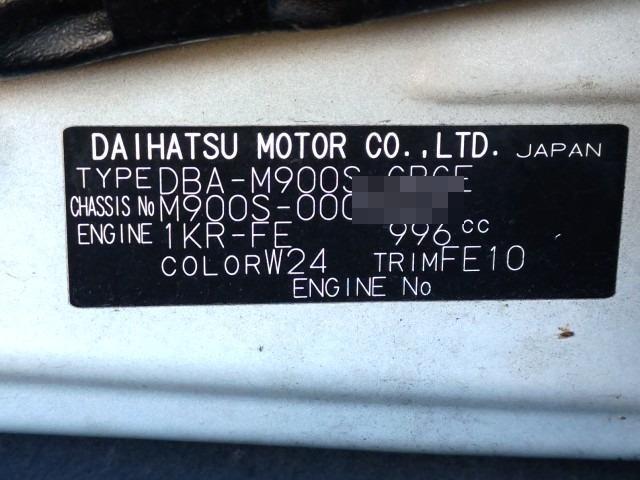 DAIHATSU MOTOR CO.,LTD. JAPAN
TYPE DBA-M900S-
CHASSIS No M900S-000
ENGINE 1KR-FE 996 cc
COLOR W24 TRIM FE10
ENGINE No